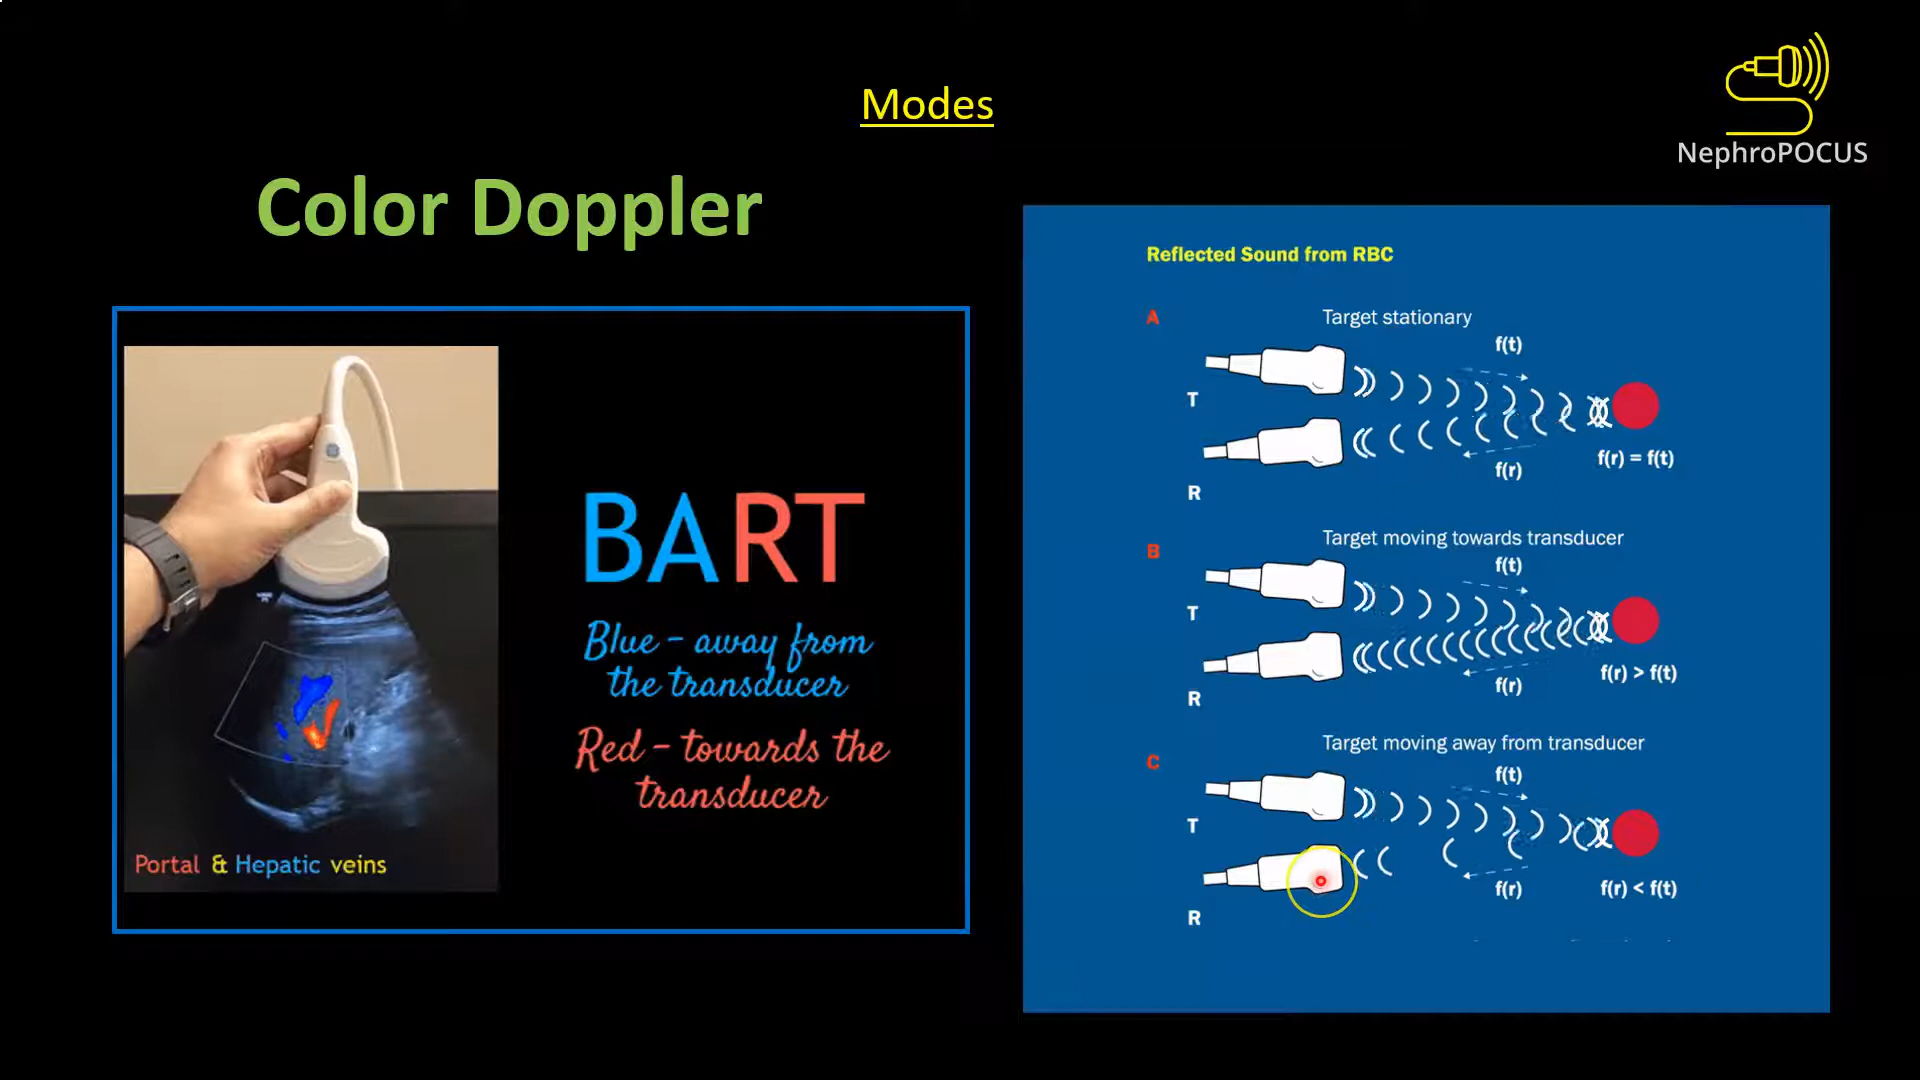 Modes
NephroPOCUS
Color Doppler
BART
Blue - away from
the transducer
Red - towards the
transducer
Portal & Hepatic veins
Reflected Sound from RBC
A
Target stationary
f(t)
T
f(r) = f(t)
f(r)
R
B
Target moving towards transducer
f(t)
T
f(r) > f(t)
f(r)
R
C
Target moving away from transducer
f(t)
T
f(r) < f(t)
f(r)
R